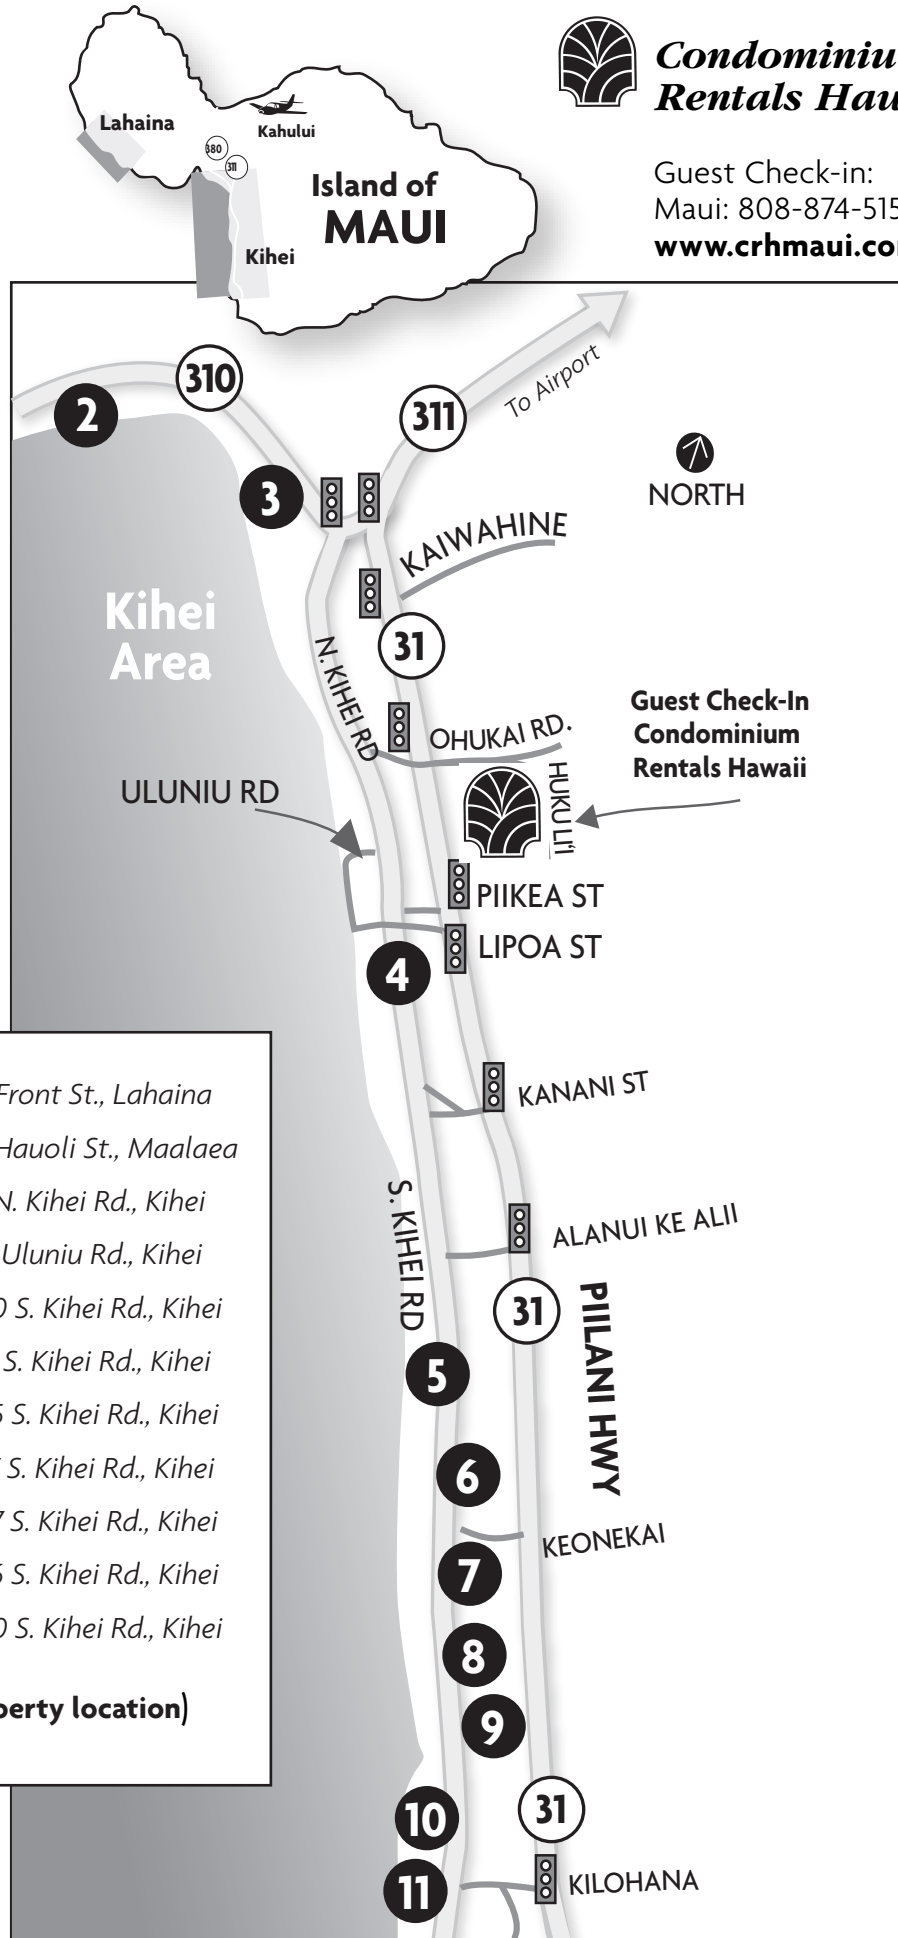 Lahaina
Kahului
380
311
Island of
MAUI
Kihei
Condominiu
Rentals Hau
Guest Check-in:
Maui: 808-874-515
www.crhmaui.co
310
311
To Airport
2
3
NORTH
KAIWAHINE
Kihei
Area
31
N. KIHEI RD
OHUKAI RD.
Guest Check-In
Condominium
Rentals Hawaii
HUKU LI'I
ULUNIU RD
PIIKEA ST
LIPOA ST
4
KANANI ST
Front St., Lahaina
Hauoli St., Maalaea
N. Kihei Rd., Kihei
Uluniu Rd., Kihei
0 S. Kihei Rd., Kihei
S. Kihei Rd., Kihei
S. Kihei Rd., Kihei
S. Kihei Rd., Kihei
7 S. Kihei Rd., Kihei
S. Kihei Rd., Kihei
0 S. Kihei Rd., Kihei
perty location)
S. KIHEI RD
ALANUI KE ALII
31
PIILANI HWY
5
6
KEONEKAI
7
8
9
10
31
11
KILOHANA